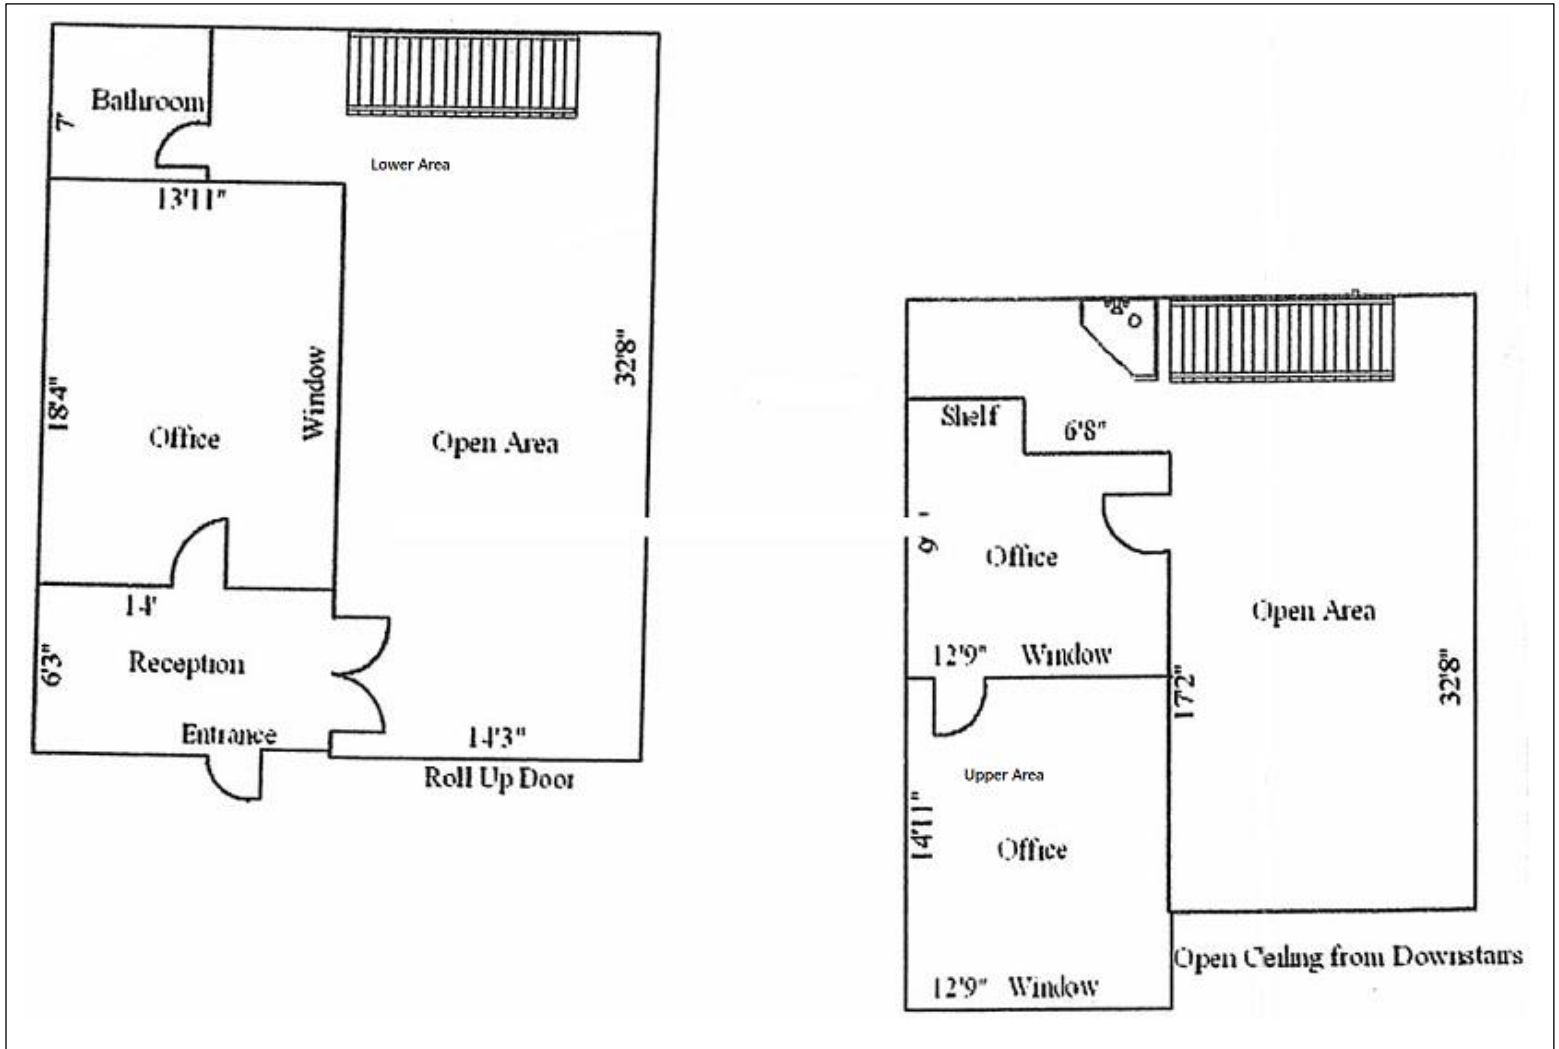 Bathroom
7'
Lower Area
13'11"
18'4"
Office
Window
Open Area
32'8"
14'
6'3"
Reception
Entrance
14'3"
Roll Up Door
Shelf
6'8"
Office
Open Area
12'9" Window
17'2"
32'8"
Upper Area
14'11"
Office
Open Ceiling from Downstairs
12'9" Window